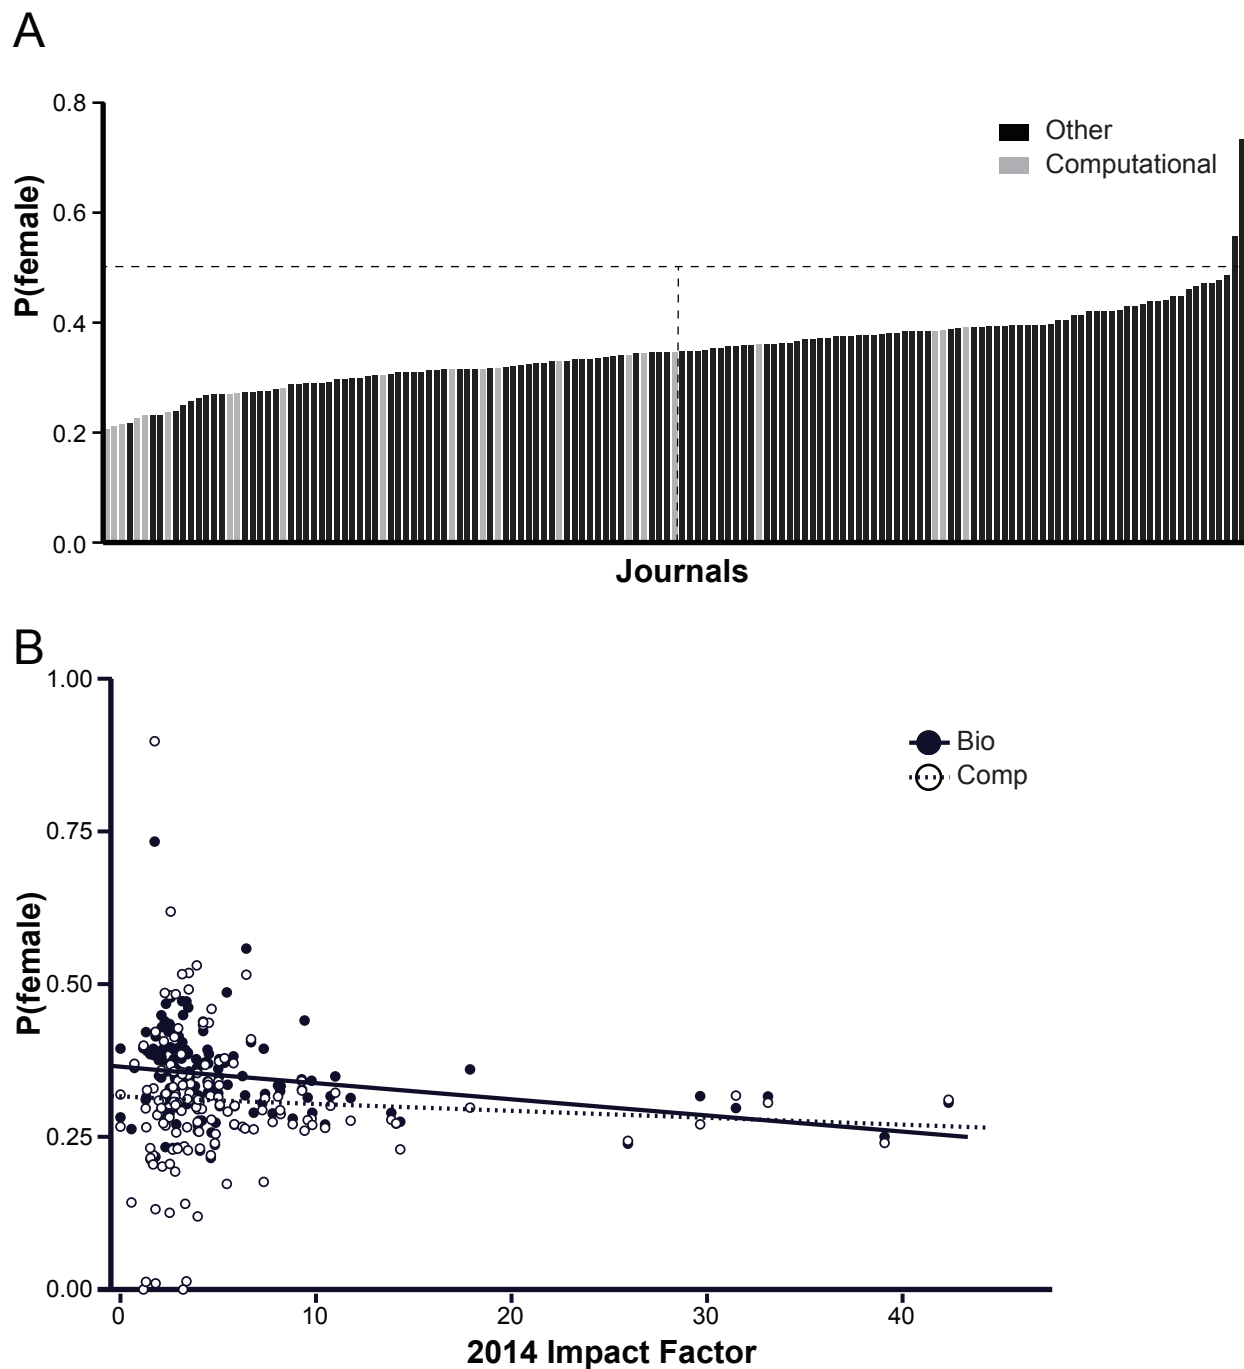 A
0.8
0.6
0.4
0.2
0.0
P(female)
Other
Computational
Journals
B
1.00
0.75
0.50
0.25
0.00
P(female)
Bio
Comp
0 10 20 30 40
2014 Impact Factor